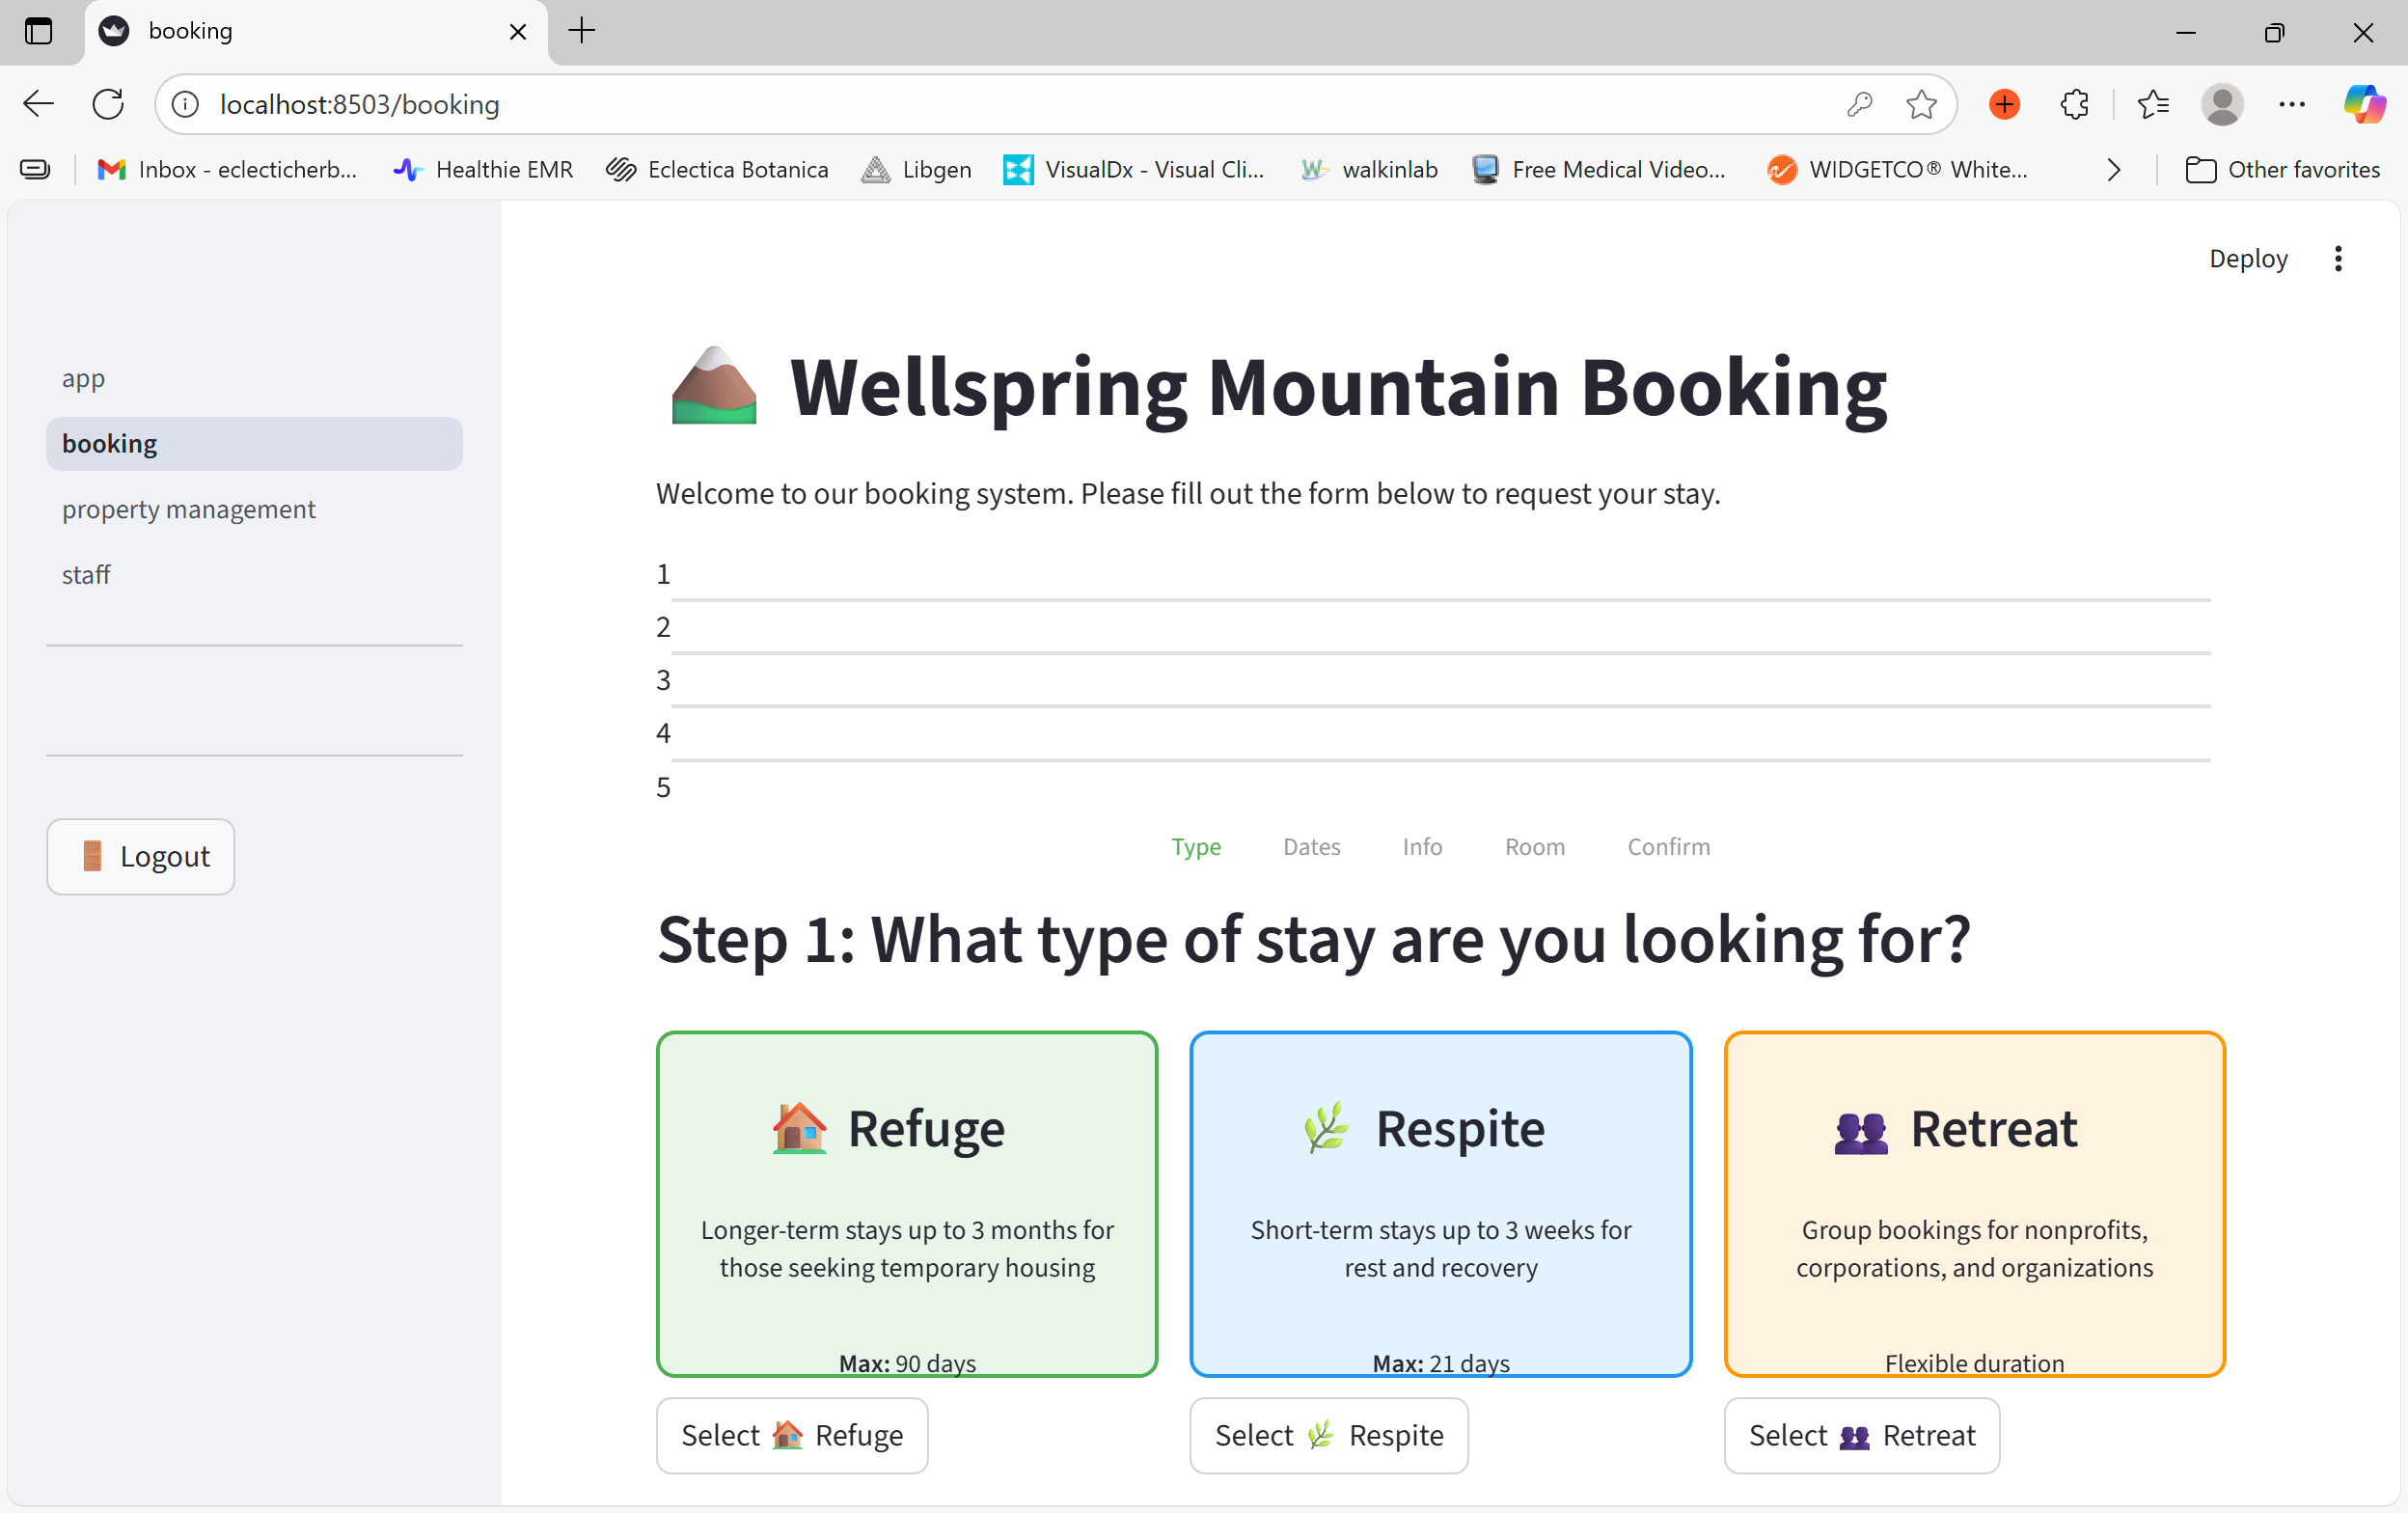 booking
localhost:8503/booking
Inbox - eclecticherb...
Healthie EMR
Eclectica Botanica
Libgen
VisualDx - Visual Cli...
walkinlab
Free Medical Video...
WIDGETCO® White...
Other favorites
Deploy
app
booking
property management
staff
Logout
Wellspring Mountain Booking
Welcome to our booking system. Please fill out the form below to request your stay.
1
2
3
4
5
Type Dates Info Room Confirm
Step 1: What type of stay are you looking for?
Refuge
Longer-term stays up to 3 months for
those seeking temporary housing
Max: 90 days
Select Refuge
Respite
Short-term stays up to 3 weeks for
rest and recovery
Max: 21 days
Select Respite
Retreat
Group bookings for nonprofits,
corporations, and organizations
Flexible duration
Select Retreat